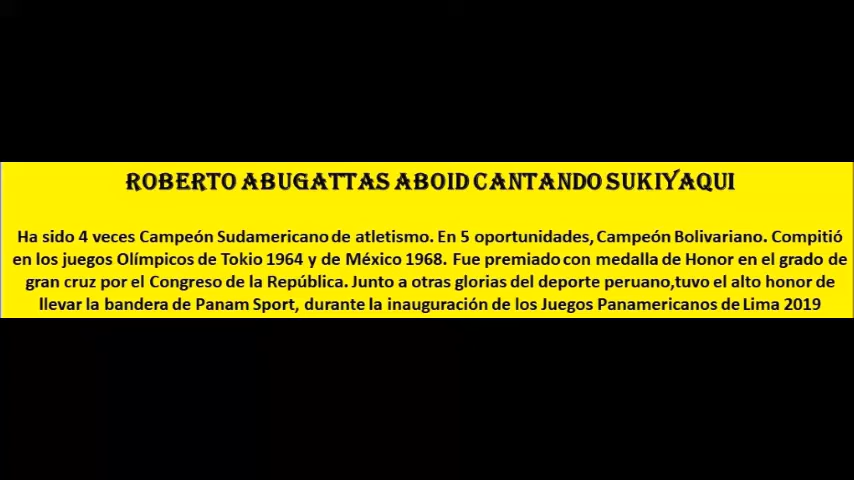 ROBERTO ABUGATTAS ABOID CANTANDO SUKIYAQUI
Ha sido 4 veces Campeón Sudamericano de atletismo. En 5 oportunidades, Campeón Bolivariano. Compitió
en los juegos Olímpicos de Tokio 1964 y de México 1968. Fue premiado con medalla de Honor en el grado de
gran cruz por el Congreso de la República. Junto a otras glorias del deporte peruano,tuvo el alto honor de
llevar la bandera de Panam Sport, durante la inauguración de los Juegos Panamericanos de Lima 2019